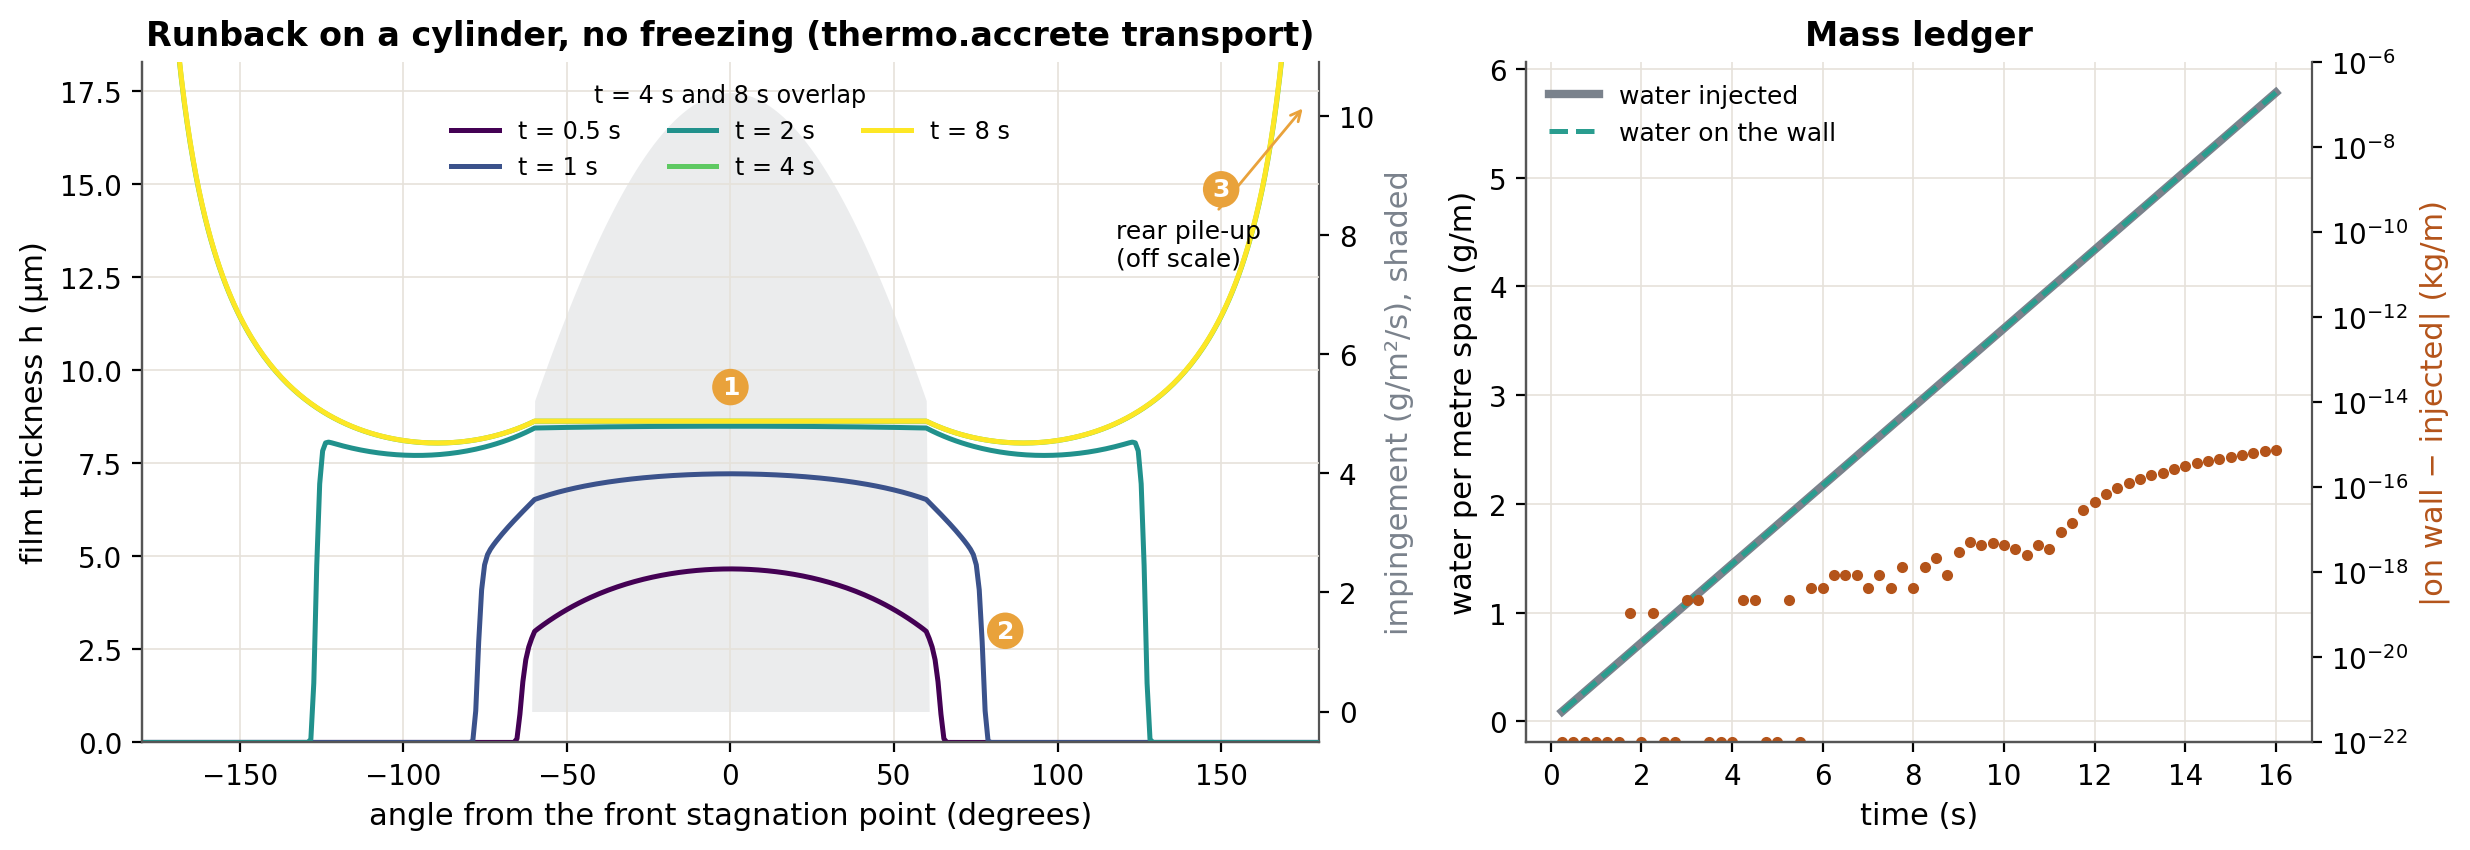 Runback on a cylinder, no freezing (thermo.accrete transport)
film thickness h (µm)
17.5
15.0
12.5
10.0
7.5
5.0
2.5
0.0
t = 4 s and 8 s overlap
t = 0.5 s
t = 1 s
t = 2 s
t = 4 s
t = 8 s
1
2
3
rear pile-up
(off scale)
10
8
6
4
2
0
impingement (g/m²/s), shaded
−150
−100
−50
0
50
100
150
angle from the front stagnation point (degrees)
Mass ledger
water per metre span (g/m)
6
5
4
3
2
1
0
water injected
water on the wall
10⁻⁶
10⁻⁸
10⁻¹⁰
10⁻¹²
10⁻¹⁴
10⁻¹⁶
10⁻¹⁸
10⁻²⁰
10⁻²²
|on wall − injected| (kg/m)
0
2
4
6
8
10
12
14
16
time (s)